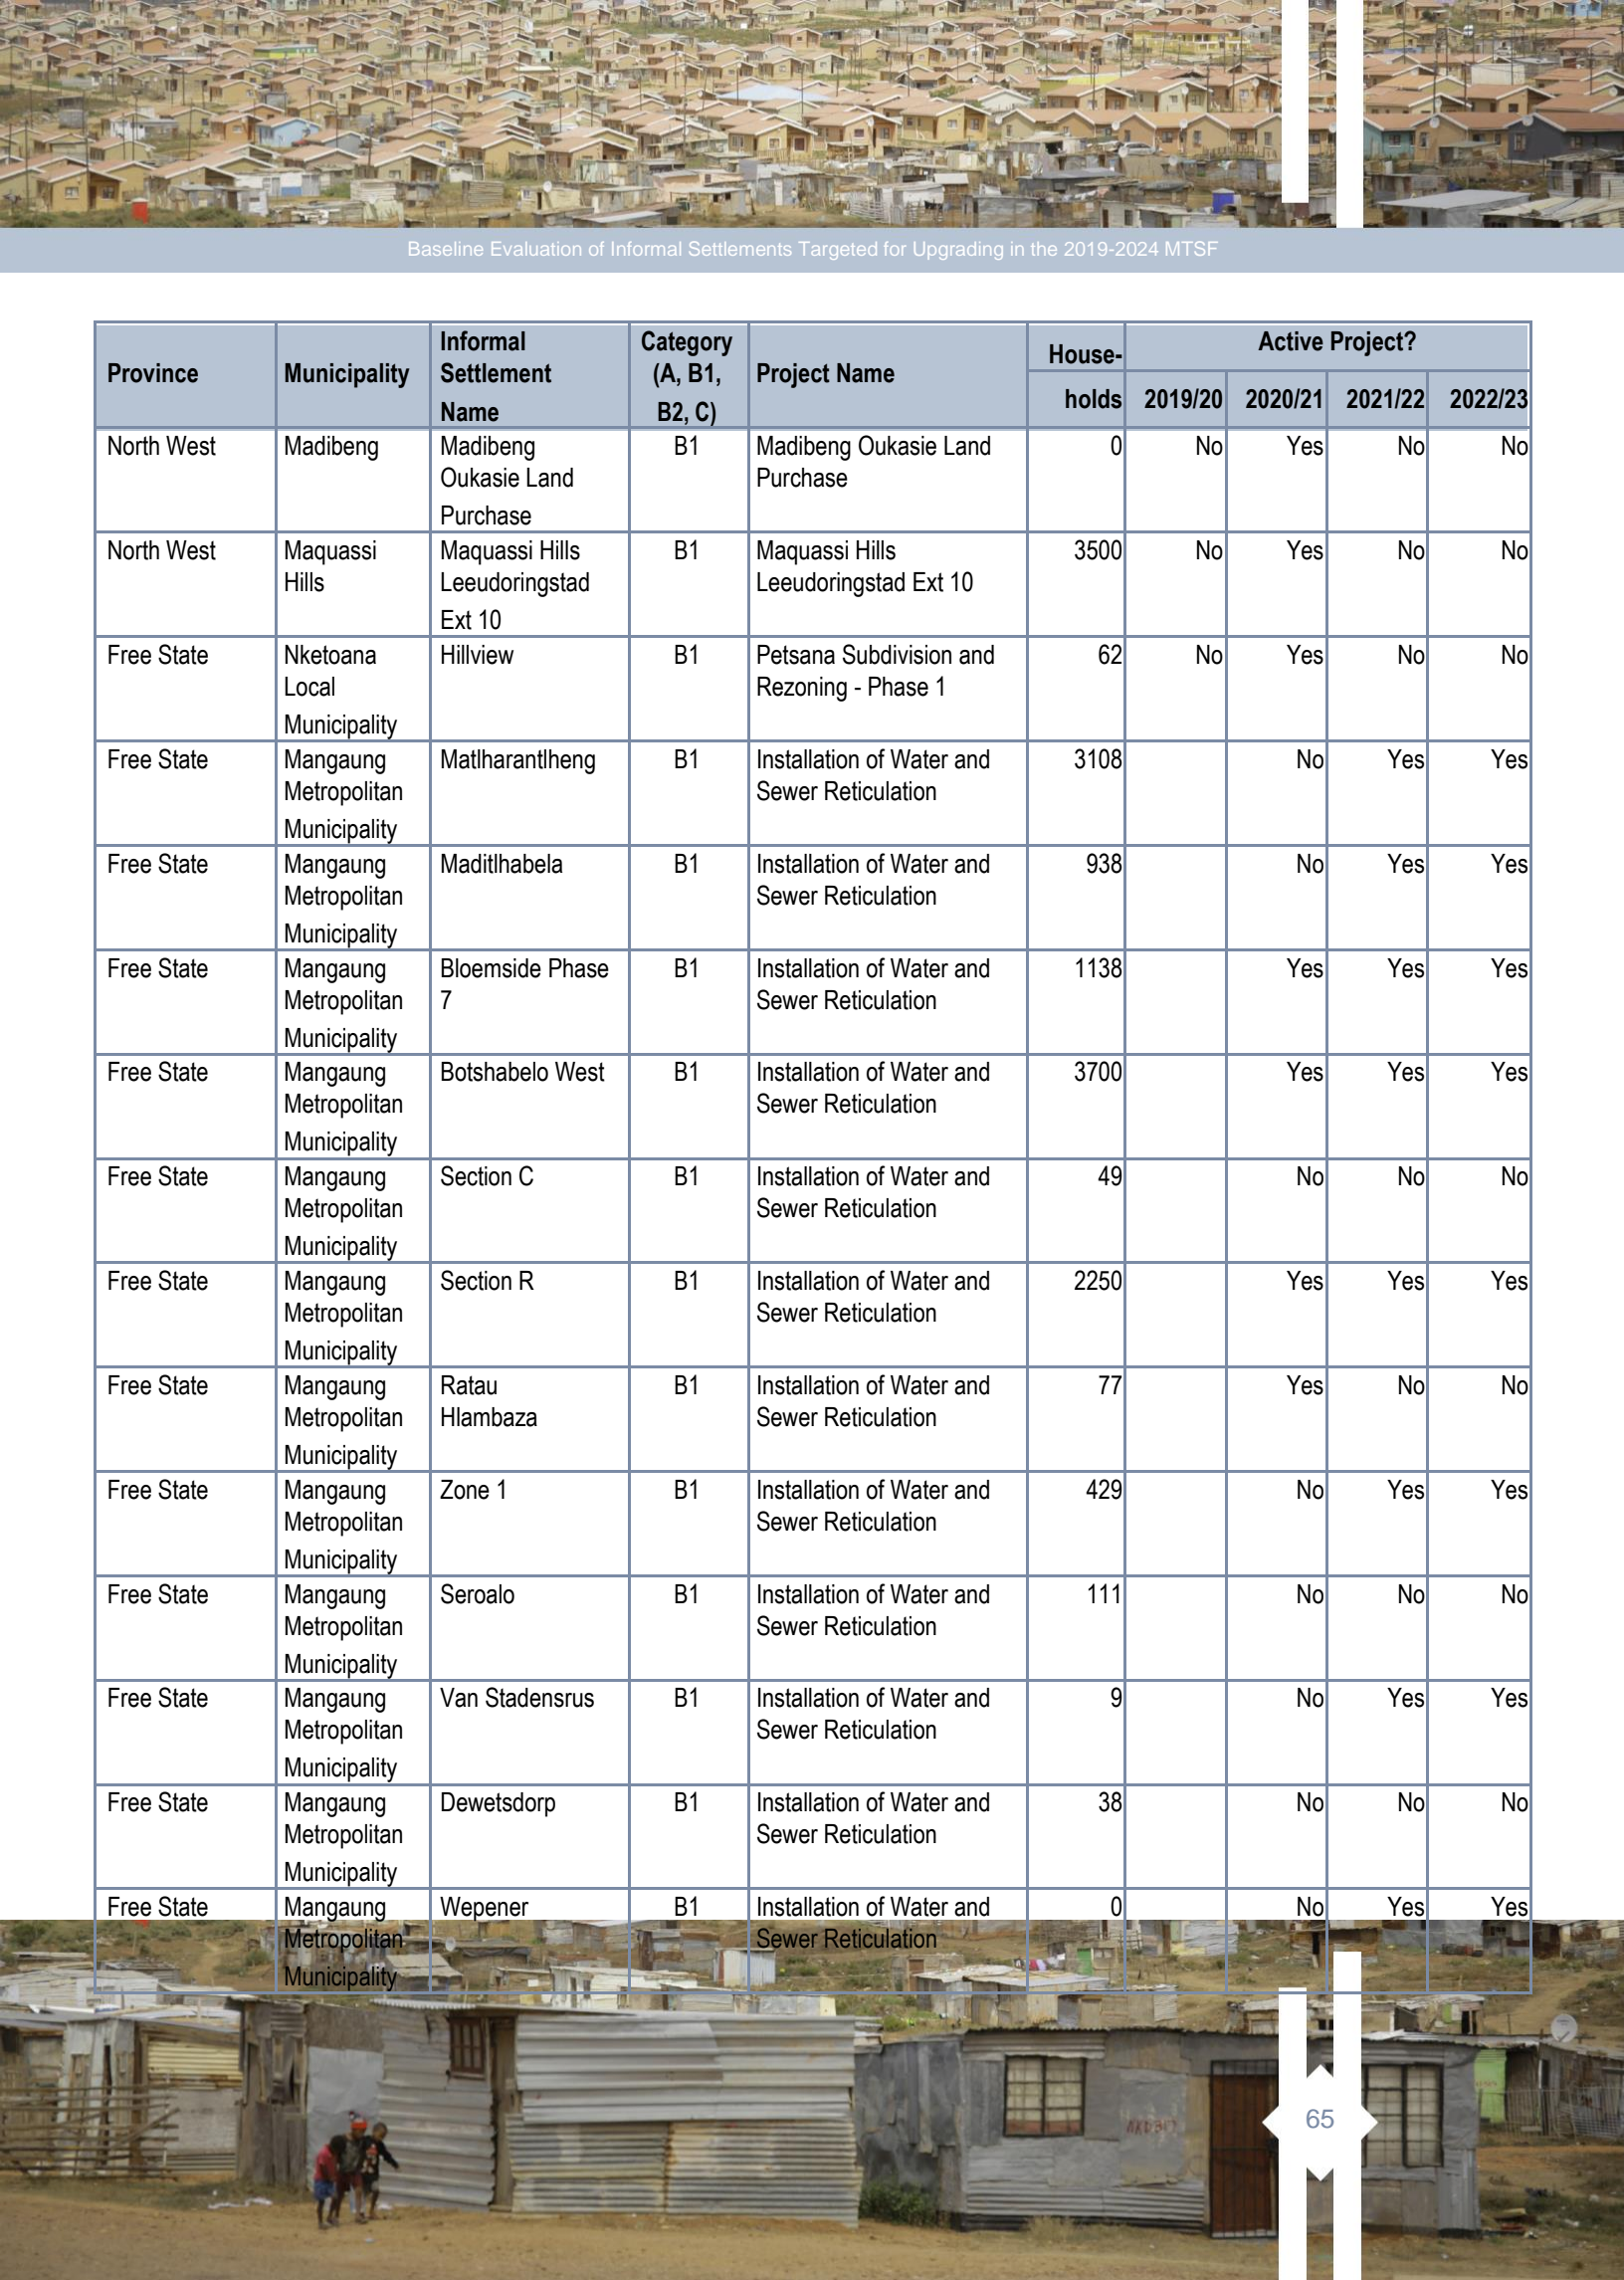 Baseline Evaluation of Informal Settlements Targeted for Upgrading in the 2019-2024 MTSF
Province Municipality Informal Settlement Name Category (A, B1, B2, C) Project Name House-holds Active Project?
2019/20 2020/21 2021/22 2022/23
North West Madibeng Madibeng B1 Madibeng Oukasie Land 0 No Yes No No
Oukasie Land Purchase
Purchase
North West Maquassi Maquassi Hills B1 Maquassi Hills 3500 No Yes No No
Hills Leeudoringstad Leeudoringstad Ext 10
Ext 10
Free State Nketoana Hillview B1 Petsana Subdivision and 62 No Yes No No
Local Rezoning - Phase 1
Municipality
Free State Mangaung Matlharantlheng B1 Installation of Water and 3108 No Yes Yes
Metropolitan Sewer Reticulation
Municipality
Free State Mangaung Maditlhabela B1 Installation of Water and 938 No Yes Yes
Metropolitan Sewer Reticulation
Municipality
Free State Mangaung Bloemside Phase B1 Installation of Water and 1138 Yes Yes Yes
Metropolitan 7 Sewer Reticulation
Municipality
Free State Mangaung Botshabelo West B1 Installation of Water and 3700 Yes Yes Yes
Metropolitan Sewer Reticulation
Municipality
Free State Mangaung Section C B1 Installation of Water and 49 No No No
Metropolitan Sewer Reticulation
Municipality
Free State Mangaung Section R B1 Installation of Water and 2250 Yes Yes Yes
Metropolitan Sewer Reticulation
Municipality
Free State Mangaung Ratau B1 Installation of Water and 77 Yes No No
Metropolitan Hlambaza Sewer Reticulation
Municipality
Free State Mangaung Zone 1 B1 Installation of Water and 429 No Yes Yes
Metropolitan Sewer Reticulation
Municipality
Free State Mangaung Seroalo B1 Installation of Water and 111 No No No
Metropolitan Sewer Reticulation
Municipality
Free State Mangaung Van Stadensrus B1 Installation of Water and 9 No Yes Yes
Metropolitan Sewer Reticulation
Municipality
Free State Mangaung Dewetsdorp B1 Installation of Water and 38 No No No
Metropolitan Sewer Reticulation
Municipality
Free State Mangaung Wepener B1 Installation of Water and 0 No Yes Yes
Metropolitan Sewer Reticulation
Municipality
65